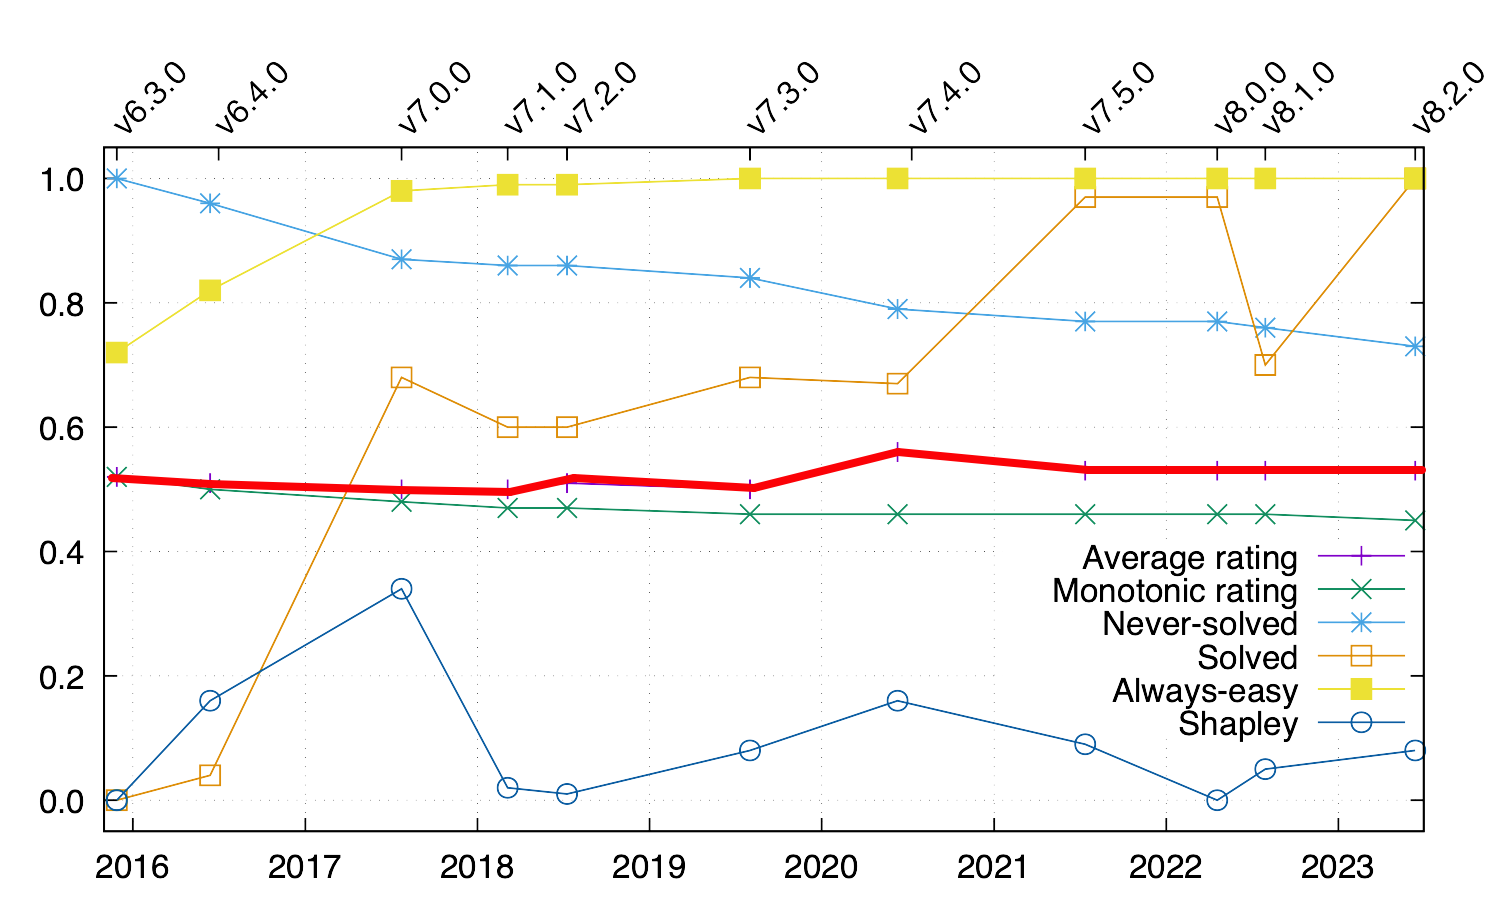 v6.3.0
v6.4.0
v7.0.0
v7.1.0
v7.2.0
v7.3.0
v7.4.0
v7.5.0
v8.0.0
v8.1.0
v8.2.0
1.0
0.8
0.6
0.4
0.2
0.0
Average rating
Monotonic rating
Never-solved
Solved
Always-easy
Shapley
2016 2017 2018 2019 2020 2021 2022 2023